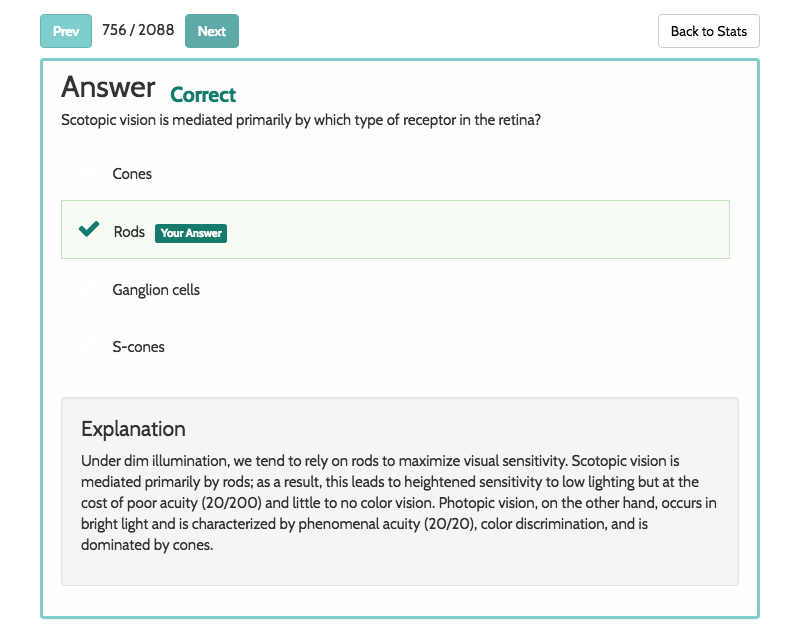 Prev 756 / 2088 Next Back to Stats
Answer Correct
Scotopic vision is mediated primarily by which type of receptor in the retina?
Cones
Rods Your Answer
Ganglion cells
S-cones
Explanation
Under dim illumination, we tend to rely on rods to maximize visual sensitivity. Scotopic vision is
mediated primarily by rods; as a result, this leads to heightened sensitivity to low lighting but at the
cost of poor acuity (20/200) and little to no color vision. Photopic vision, on the other hand, occurs in
bright light and is characterized by phenomenal acuity (20/20), color discrimination, and is
dominated by cones.